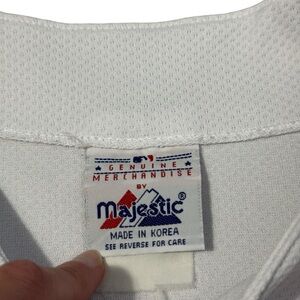 GENUINE
MERCHANDISE
BY
Majestic®
MADE IN KOREA
SEE REVERSE FOR CARE